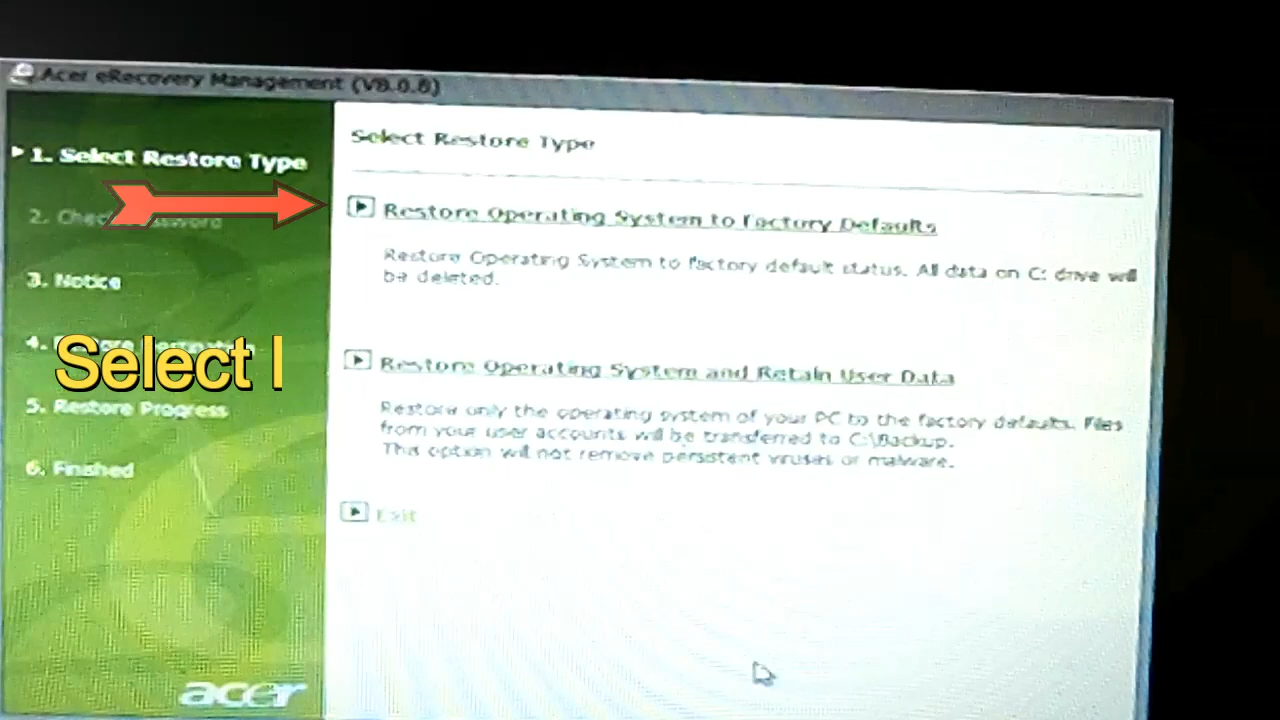 Acer eRecovery Management (V8.0.8)
1. Select Restore Type
2. Check Password
3. Notice
4.
5. Restore Progress
6. Finished
Select I
acer
Select Restore Type
Restore Operating System to Factory Defaults
Restore Operating System to factory default status. All data on C: drive will
be deleted.
Restore Operating System and Retain User Data
Restore only the operating system of your PC to the factory defaults. Files
from your user accounts will be transferred to C:\Backup.
This option will not remove persistent viruses or malware.
Exit